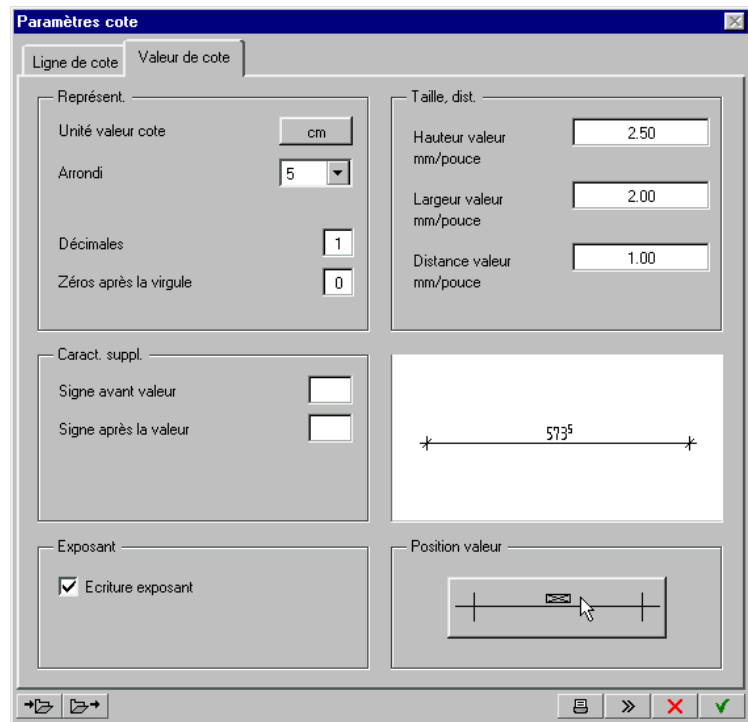 Paramètres cote
Ligne de cote
Valeur de cote
Représent.
Unité valeur cote
cm
Arrondi
5
Décimales
1
Zéros après la virgule
0
Taille, dist.
Hauteur valeur
mm/pouce
2.50
Largeur valeur
mm/pouce
2.00
Distance valeur
mm/pouce
1.00
Caract. suppl.
Signe avant valeur
Signe après la valeur
573⁵
Exposant
Ecriture exposant
Position valeur